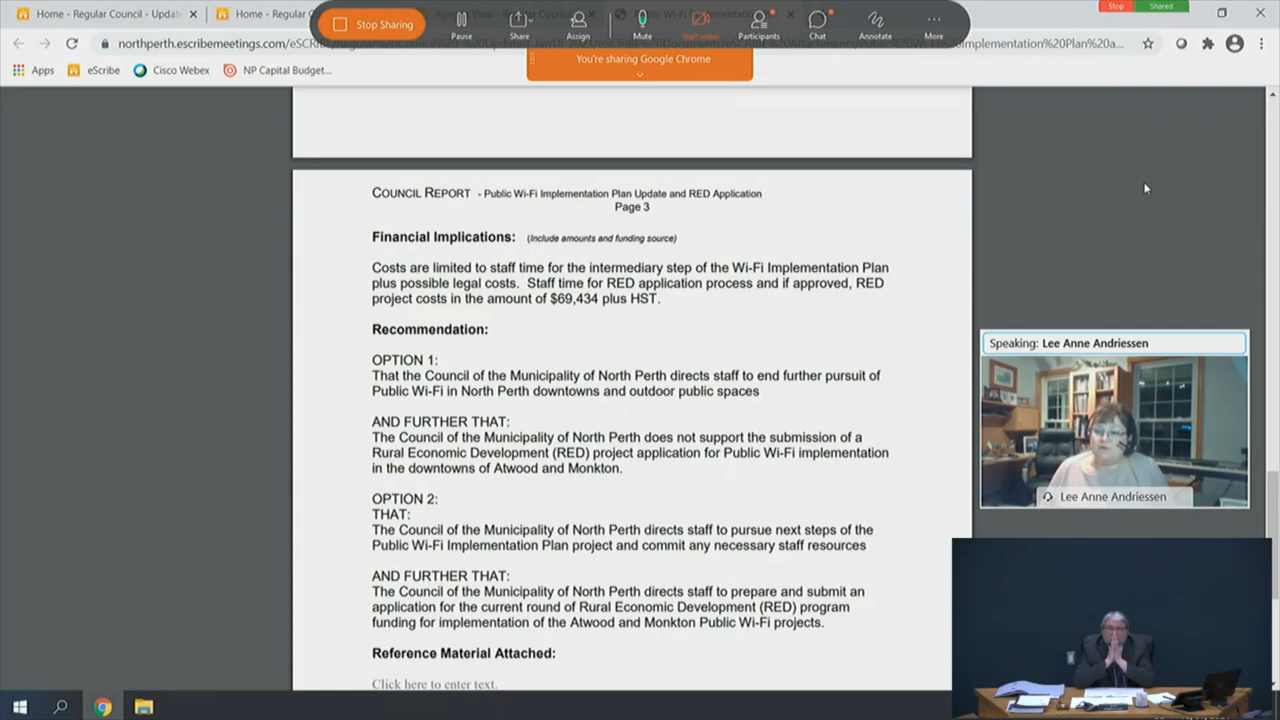 Home - Regular Council - Updat
Home - Regular
Stop Sharing
Pause
Share
Assign
Mute
Start video
Participants
Chat
Annotate
More
Stop
Shared
northperth.escribemeetings.com/eSCRIBE
Implementation%20Plan%20a...
You're sharing Google Chrome
Apps
eScribe
Cisco Webex
NP Capital Budget...
COUNCIL REPORT - Public Wi-Fi Implementation Plan Update and RED Application
Page 3
Financial Implications: (Include amounts and funding source)
Costs are limited to staff time for the intermediary step of the Wi-Fi Implementation Plan
plus possible legal costs. Staff time for RED application process and if approved, RED
project costs in the amount of $69,434 plus HST.
Recommendation:
OPTION 1:
That the Council of the Municipality of North Perth directs staff to end further pursuit of
Public Wi-Fi in North Perth downtowns and outdoor public spaces
AND FURTHER THAT:
The Council of the Municipality of North Perth does not support the submission of a
Rural Economic Development (RED) project application for Public Wi-Fi implementation
in the downtowns of Atwood and Monkton.
OPTION 2:
THAT:
The Council of the Municipality of North Perth directs staff to pursue next steps of the
Public Wi-Fi Implementation Plan project and commit any necessary staff resources
AND FURTHER THAT:
The Council of the Municipality of North Perth directs staff to prepare and submit an
application for the current round of Rural Economic Development (RED) program
funding for implementation of the Atwood and Monkton Public Wi-Fi projects.
Reference Material Attached:
Click here to enter text.
Speaking: Lee Anne Andriessen
Lee Anne Andriessen